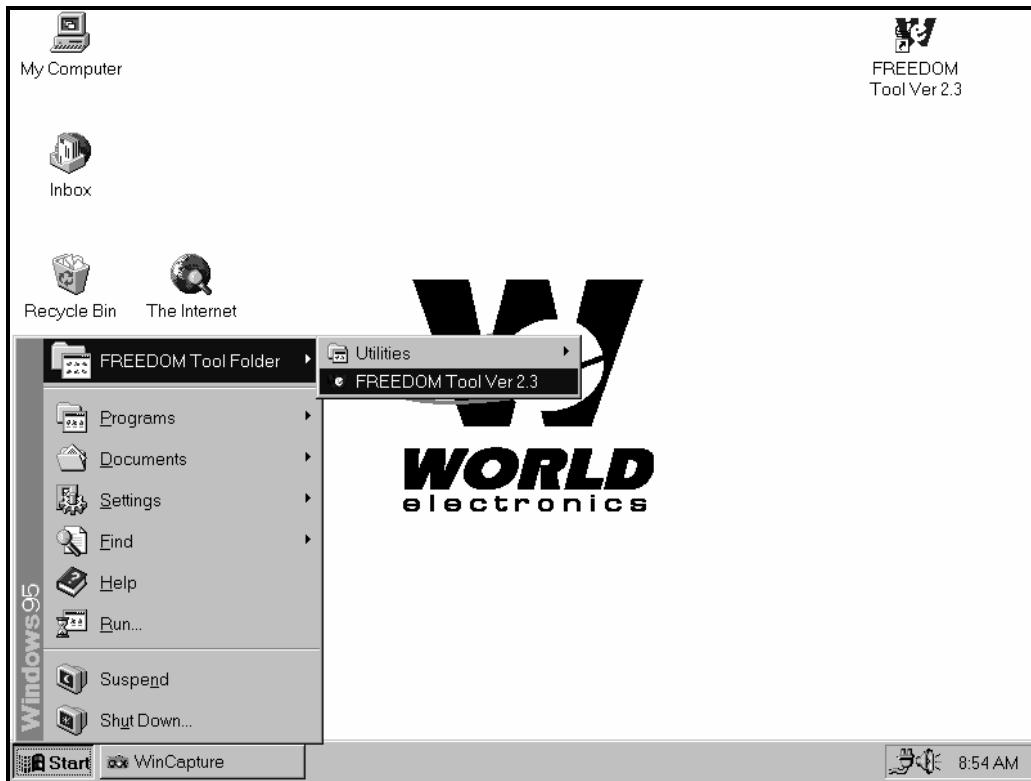 My Computer
FREEDOM
Tool Ver 2.3
Inbox
Recycle Bin
The Internet
FREEDOM Tool Folder
Utilities
FREEDOM Tool Ver 2.3
Programs
Documents
Settings
Find
Help
Run...
Suspend
Shut Down...
Windows95
WORLD
electronics
Start
WinCapture
8:54 AM